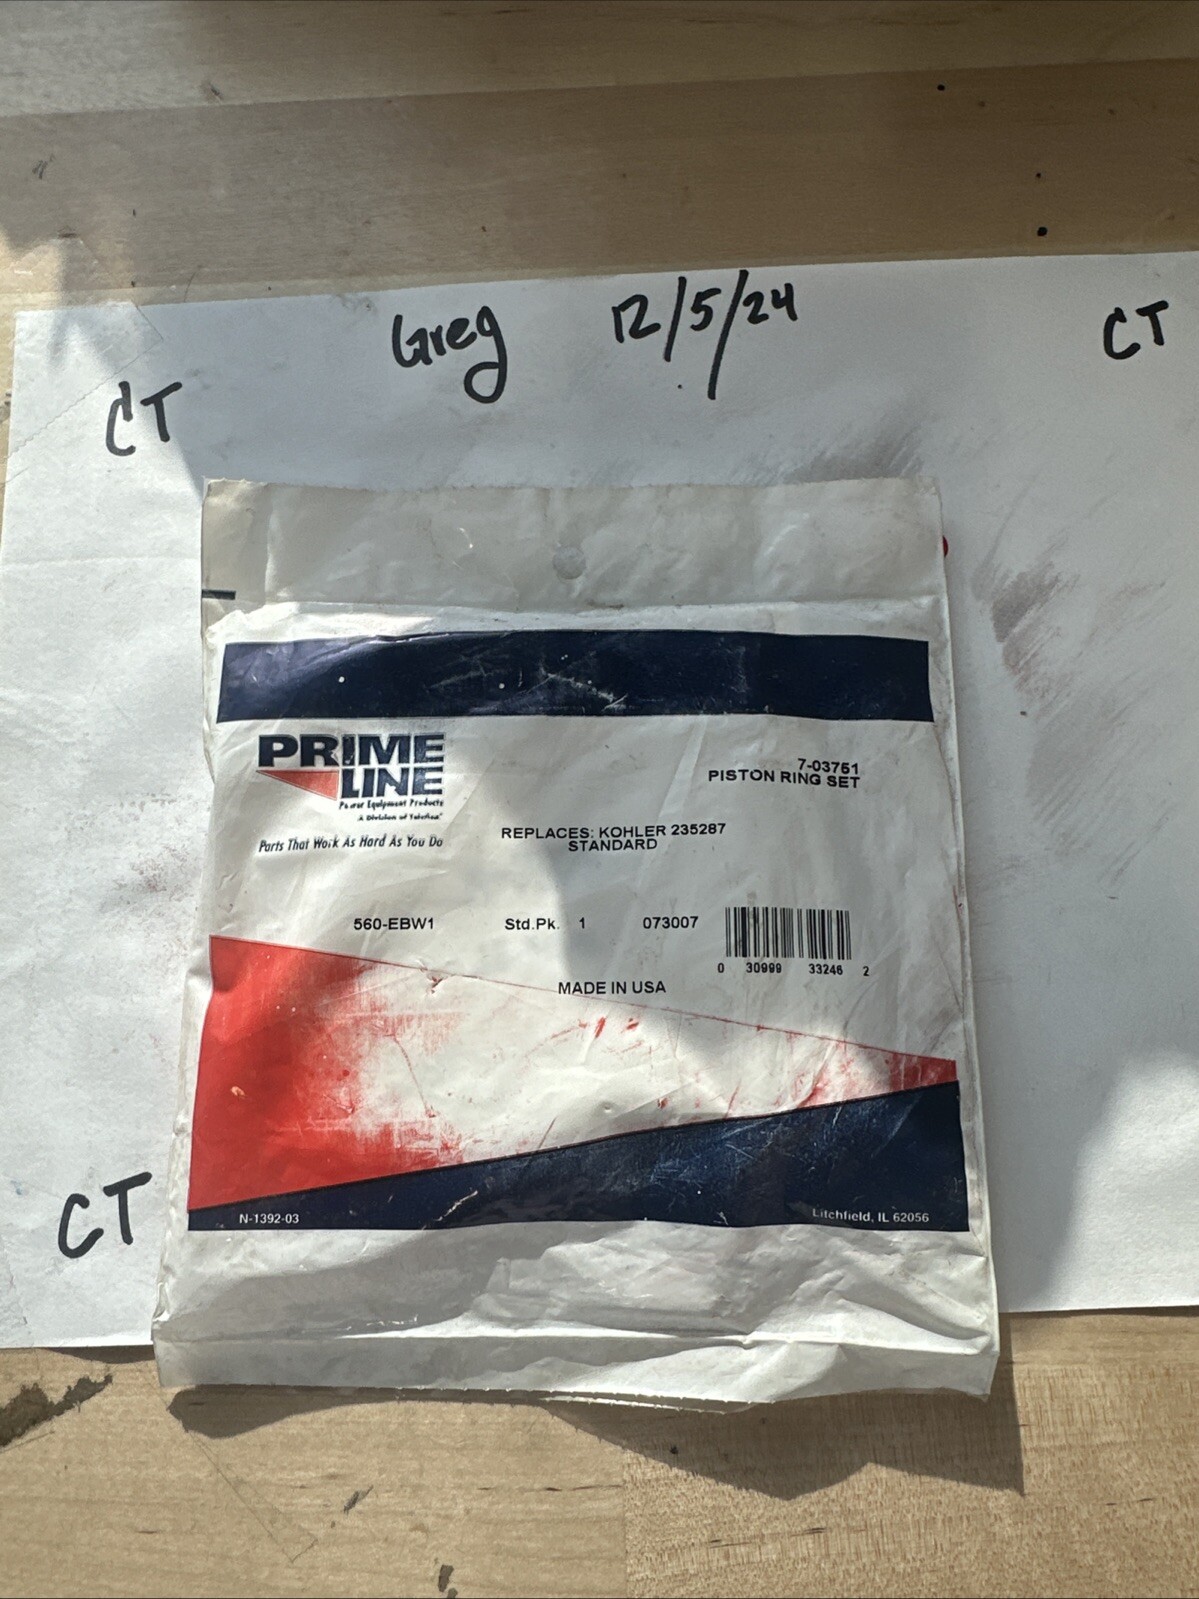 Greg 12/5/24
CT
CT
PRIME
LINE
Power Equipment Products
A Division of Tecumseh
Parts That Work As Hard As You Do
7-03751
PISTON RING SET
REPLACES: KOHLER 235287
STANDARD
560-EBW1 Std.Pk. 1 073007
0 30999 33246 2
MADE IN USA
CT
N-1392-03
Litchfield, IL 62056